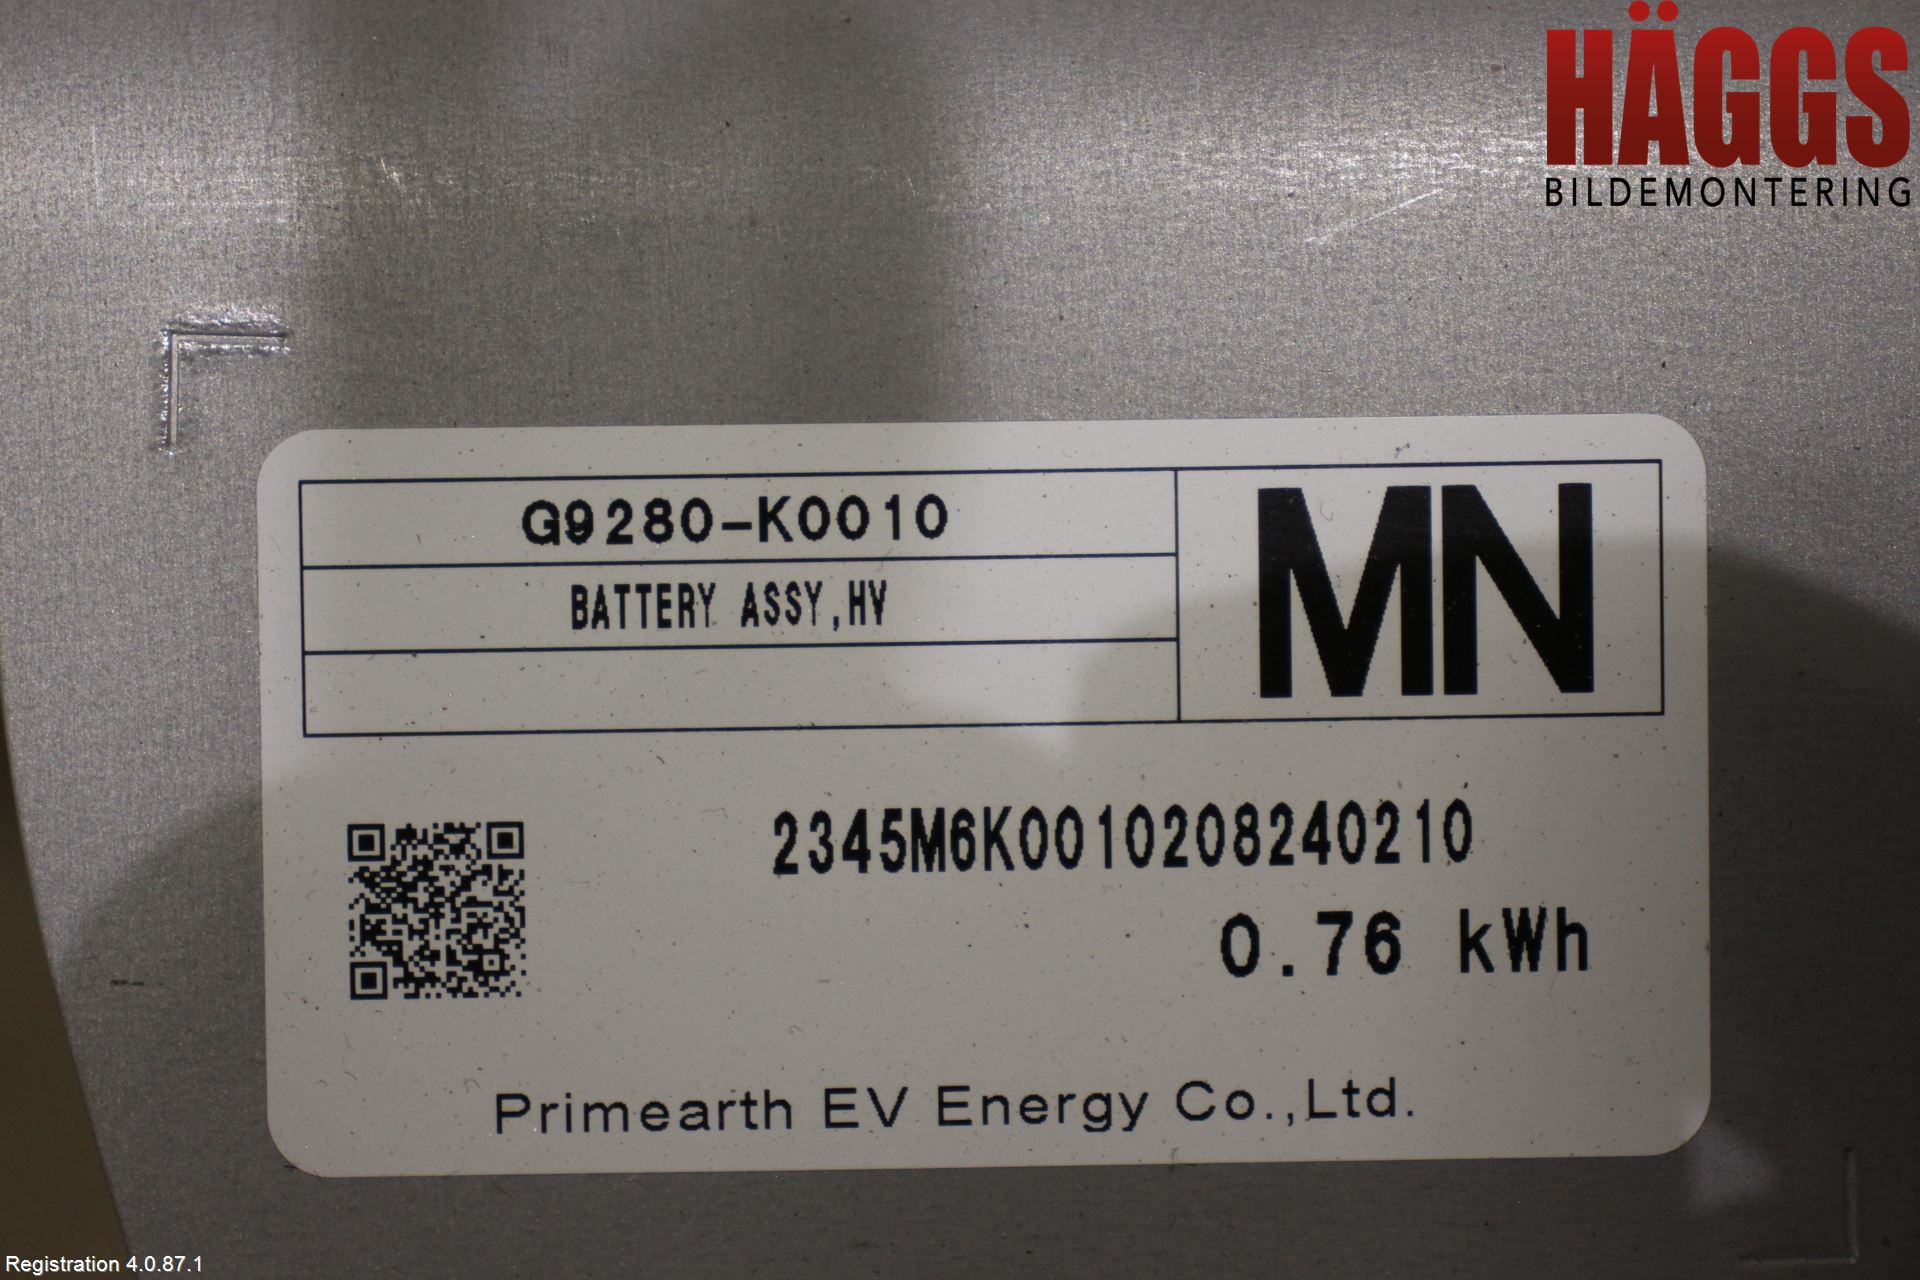 HÄGGS
BILDEMONTERING
G9280-K0010
BATTERY ASSY,HV
MN
2345M6K0010208240210
0.76 kWh
Primearth EV Energy Co.,Ltd.
Registration 4.0.87.1